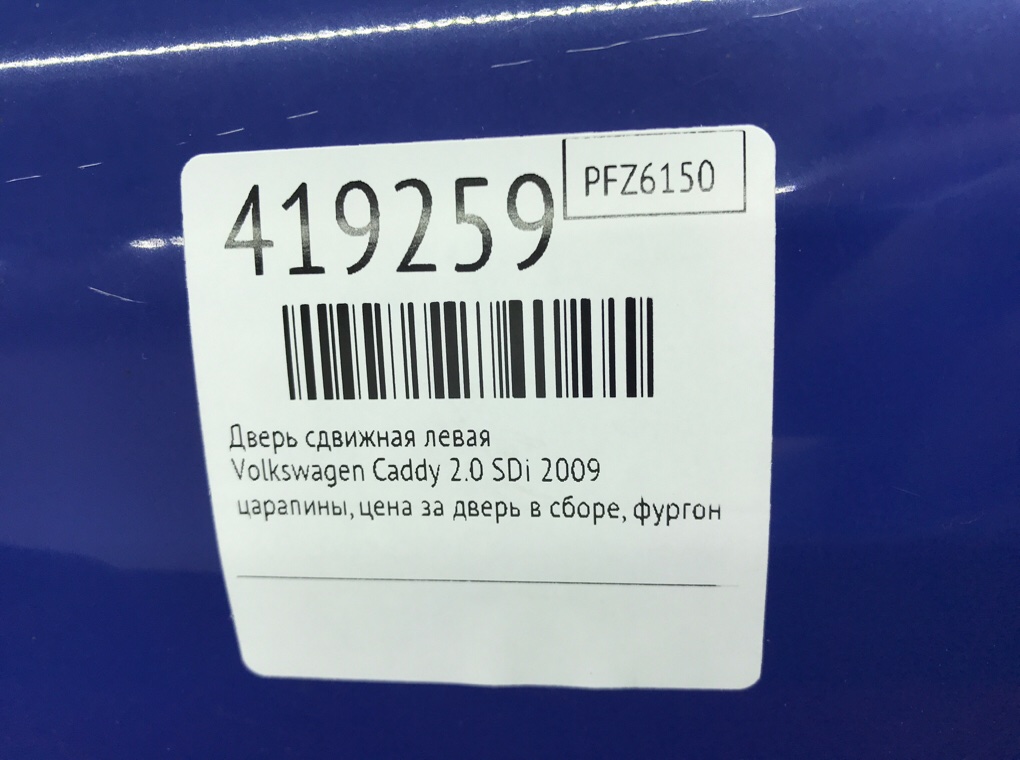 419259
PFZ6150
Дверь сдвижная левая
Volkswagen Caddy 2.0 SDi 2009
царапины, цена за дверь в сборе, фургон